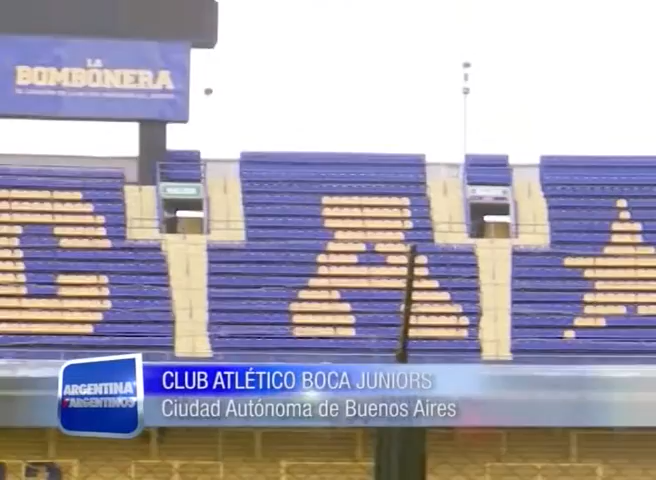 LA
BOMBONERA
C A
ARGENTINA
Y ARGENTINOS
CLUB ATLÉTICO BOCA JUNIORS
Ciudad Autónoma de Buenos Aires